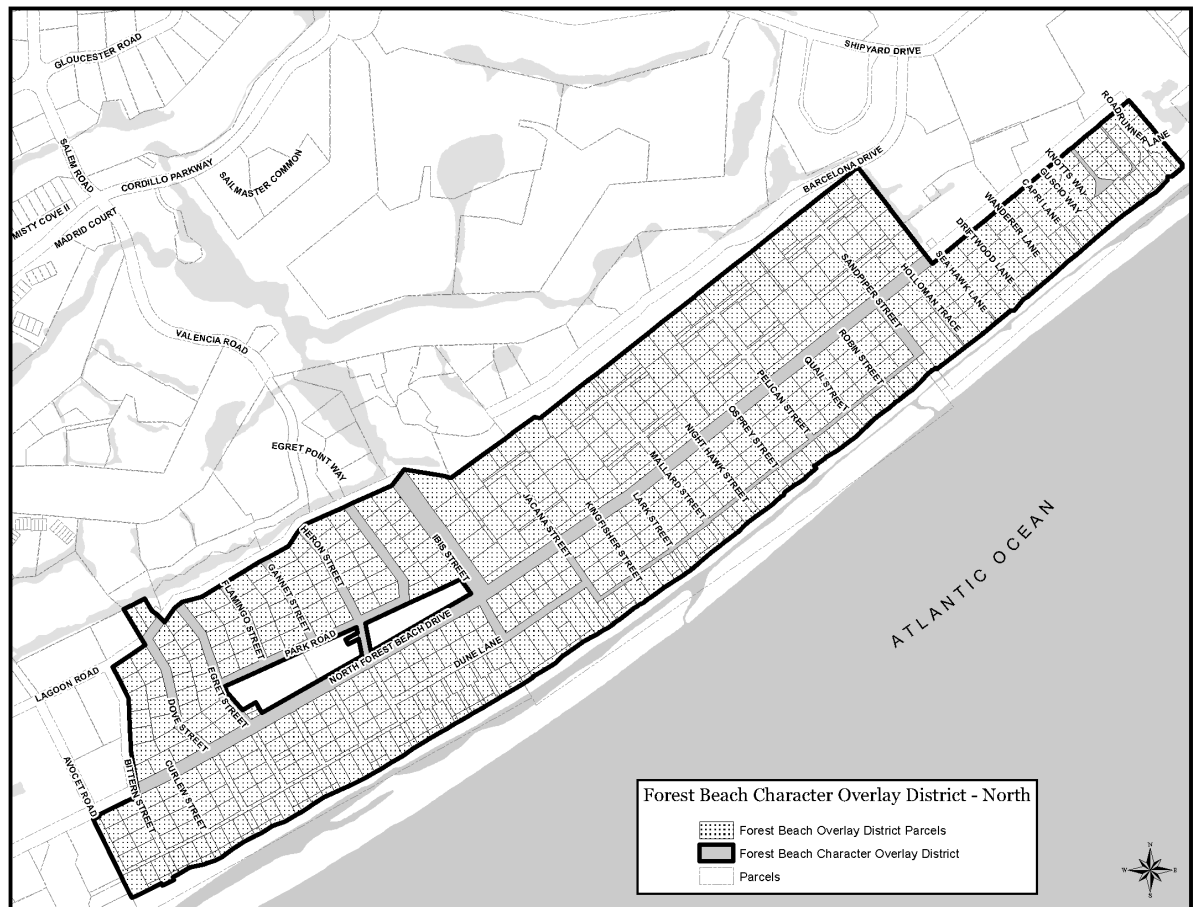 GLOUCESTER ROAD
SHIPYARD DRIVE
SALEM ROAD
CORDILLO PARKWAY
SAILMASTER COMMON
MISTY COVE II
MADRID COURT
BARCELONA DRIVE
ROADRUNNER LANE
KNOTTS WAY
GUSCIO WAY
CAPRI LANE
WANDERER LANE
DRIFTWOOD LANE
SEA HAWK LANE
HOLLOMAN TRACE
SANDPIPER STREET
ROBIN STREET
QUAIL STREET
PELICAN STREET
OSPREY STREET
NIGHT HAWK STREET
MALLARD STREET
LARK STREET
KINGFISHER STREET
JACANA STREET
VALENCIA ROAD
EGRET POINT WAY
IBIS STREET
HERON STREET
GANNET STREET
FLAMINGO STREET
PARK ROAD
NORTH FOREST BEACH DRIVE
DUNE LANE
EGRET STREET
DOVE STREET
LAGOON ROAD
AVOCET ROAD
BITTERN STREET
CURLEW STREET
ATLANTIC OCEAN
Forest Beach Character Overlay District - North
Forest Beach Overlay District Parcels
Forest Beach Character Overlay District
Parcels
N
W E
S